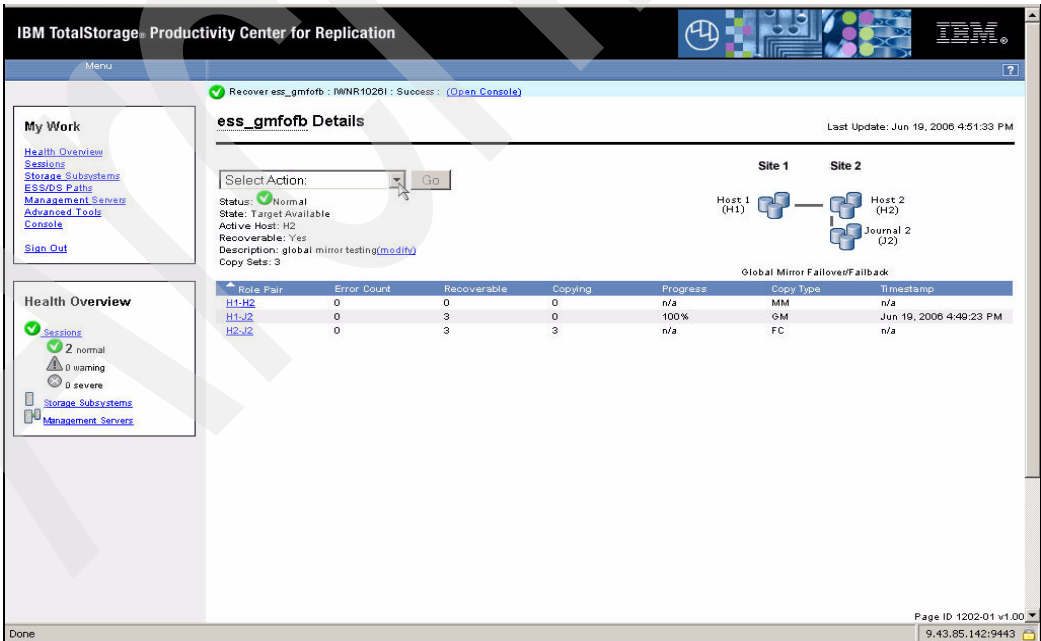 IBM TotalStorage® Productivity Center for Replication
IBM®
Menu
?
Recover ess_gmfofb : IWNR1026I : Success : (Open Console)
My Work
Health Overview
Sessions
Storage Subsystems
ESS/DS Paths
Management Servers
Advanced Tools
Console
Sign Out
Health Overview
Sessions
2 normal
0 warning
0 severe
Storage Subsystems
Management Servers
ess_gmfofb Details
Last Update: Jun 19, 2006 4:51:33 PM
Select Action:
Go
Status: Normal
State: Target Available
Active Host: H2
Recoverable: Yes
Description: global mirror testing(modify)
Copy Sets: 3
Site 1 Site 2
Host 1
(H1)
Host 2
(H2)
Journal 2
(J2)
Global Mirror Failover/Failback
Role Pair Error Count Recoverable Copying Progress Copy Type Timestamp
H1-H2 0 0 0 n/a MM n/a
H1-J2 0 3 0 100% GM Jun 19, 2006 4:49:23 PM
H2-J2 0 3 3 n/a FC n/a
Page ID 1202-01 v1.00
Done
9.43.85.142:9443